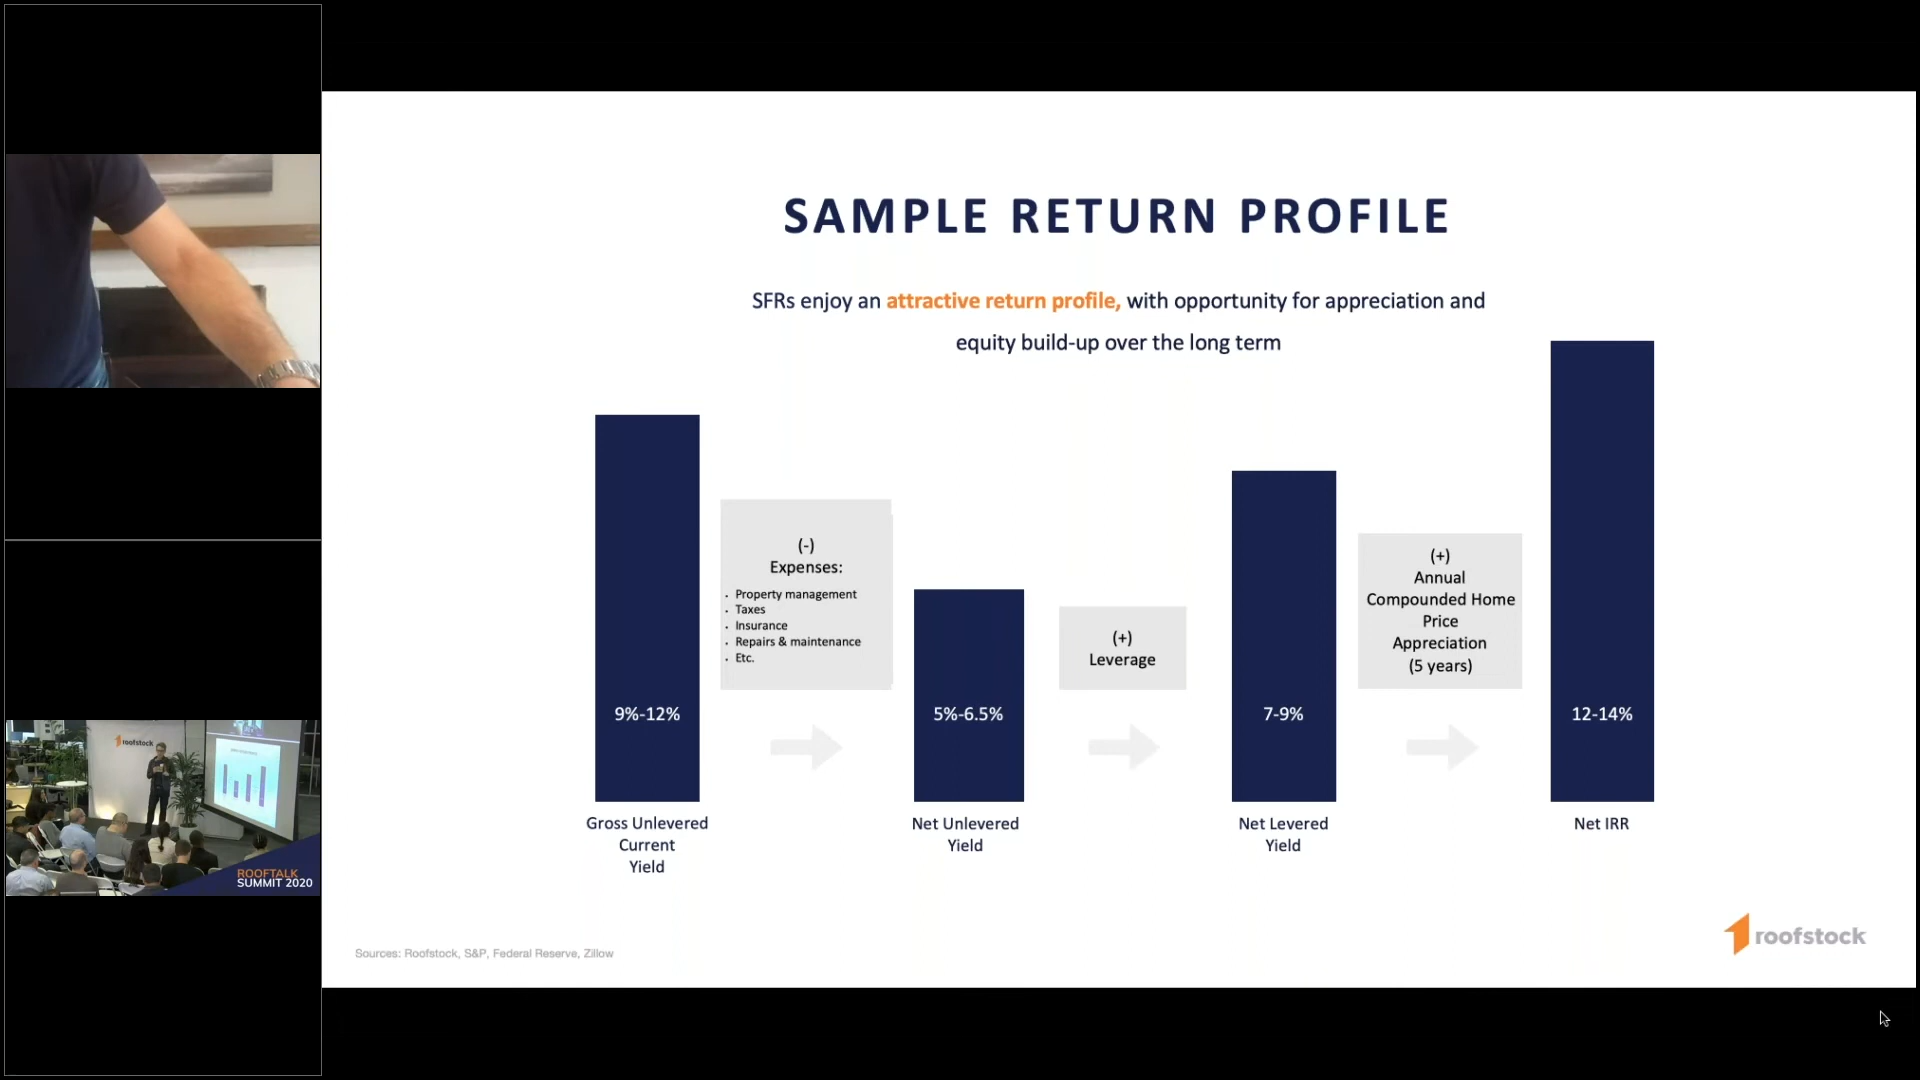 SAMPLE RETURN PROFILE
SFRs enjoy an attractive return profile, with opportunity for appreciation and
equity build-up over the long term
(-)
Expenses:
• Property management
• Taxes
• Insurance
• Repairs & maintenance
• Etc.
(+)
Leverage
(+)
Annual
Compounded Home
Price
Appreciation
(5 years)
9%-12%
5%-6.5%
7-9%
12-14%
Gross Unlevered
Current
Yield
Net Unlevered
Yield
Net Levered
Yield
Net IRR
Sources: Roofstock, S&P, Federal Reserve, Zillow
roofstock
roofstock
ROOFTALK
SUMMIT 2020